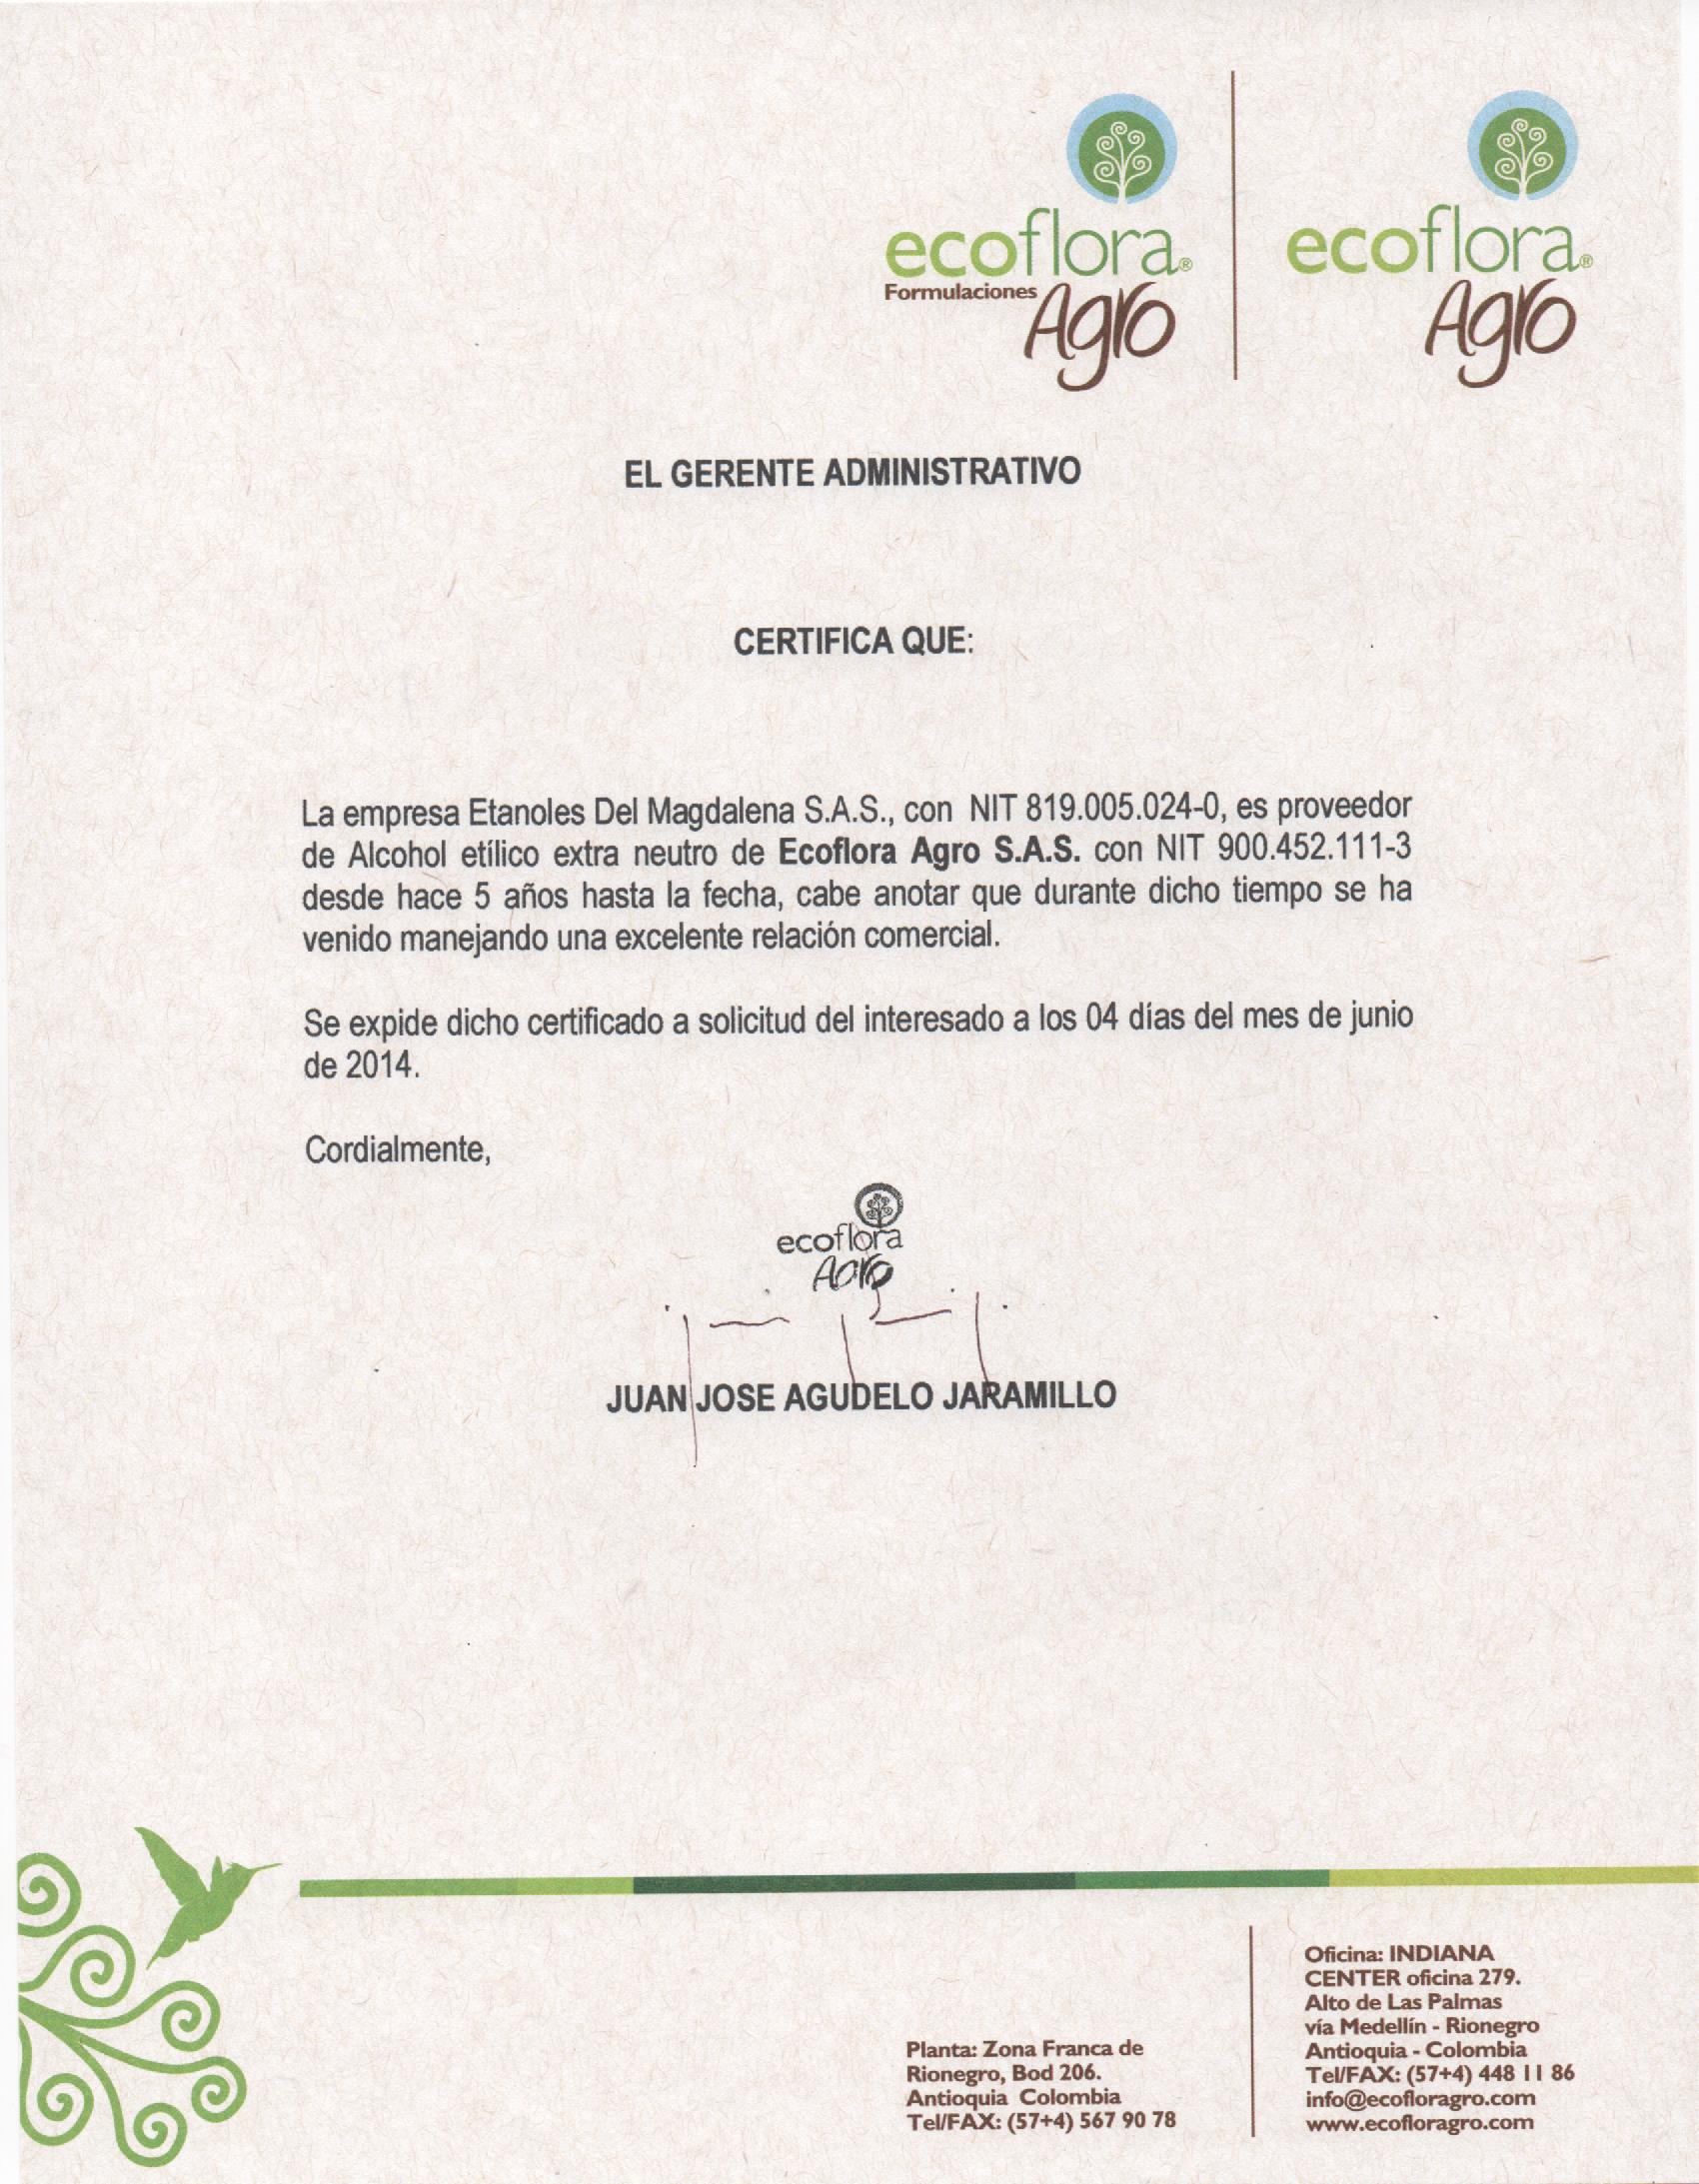 ecoflora®
Formulaciones
Agro
ecoflora®
Agro
EL GERENTE ADMINISTRATIVO
CERTIFICA QUE:
La empresa Etanoles Del Magdalena S.A.S., con NIT 819.005.024-0, es proveedor
de Alcohol etílico extra neutro de Ecoflora Agro S.A.S. con NIT 900.452.111-3
desde hace 5 años hasta la fecha, cabe anotar que durante dicho tiempo se ha
venido manejando una excelente relación comercial.
Se expide dicho certificado a solicitud del interesado a los 04 días del mes de junio
de 2014.
Cordialmente,
ecoflora
Agro
JUAN JOSE AGUDELO JARAMILLO
Planta: Zona Franca de
Rionegro, Bod 206.
Antioquia Colombia
Tel/FAX: (57+4) 567 90 78
Oficina: INDIANA
CENTER oficina 279.
Alto de Las Palmas
vía Medellín - Rionegro
Antioquia - Colombia
Tel/FAX: (57+4) 448 11 86
info@ecofloragro.com
www.ecofloragro.com